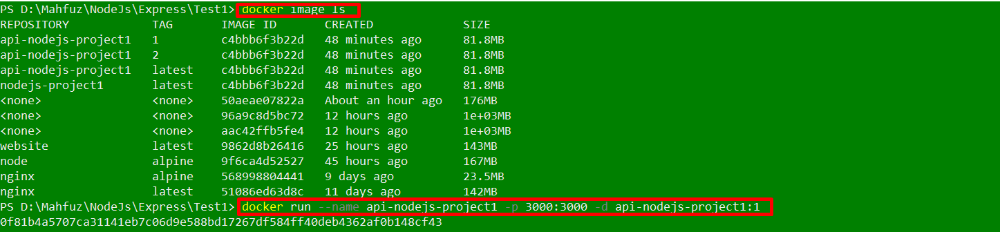 PS D:\Mahfuz\NodeJs\Express\Test1> docker image ls
REPOSITORY TAG IMAGE ID CREATED SIZE
api-nodejs-project1 1 c4bbb6f3b22d 48 minutes ago 81.8MB
api-nodejs-project1 2 c4bbb6f3b22d 48 minutes ago 81.8MB
api-nodejs-project1 latest c4bbb6f3b22d 48 minutes ago 81.8MB
nodejs-project1 latest c4bbb6f3b22d 48 minutes ago 81.8MB
<none> <none> 50aeae07822a About an hour ago 176MB
<none> <none> 96a9c8d5bc72 12 hours ago 1e+03MB
<none> <none> aac42ffb5fe4 12 hours ago 1e+03MB
website latest 9862d8b26416 25 hours ago 143MB
node alpine 9f6ca4d52527 45 hours ago 167MB
nginx alpine 568998804441 9 days ago 23.5MB
nginx latest 51086ed63d8c 11 days ago 142MB
PS D:\Mahfuz\NodeJs\Express\Test1> docker run --name api-nodejs-project1 -p 3000:3000 -d api-nodejs-project1:1
0f81b4a5707ca31141eb7c06d9e588bd17267df584ff40deb4362af0b148cf43